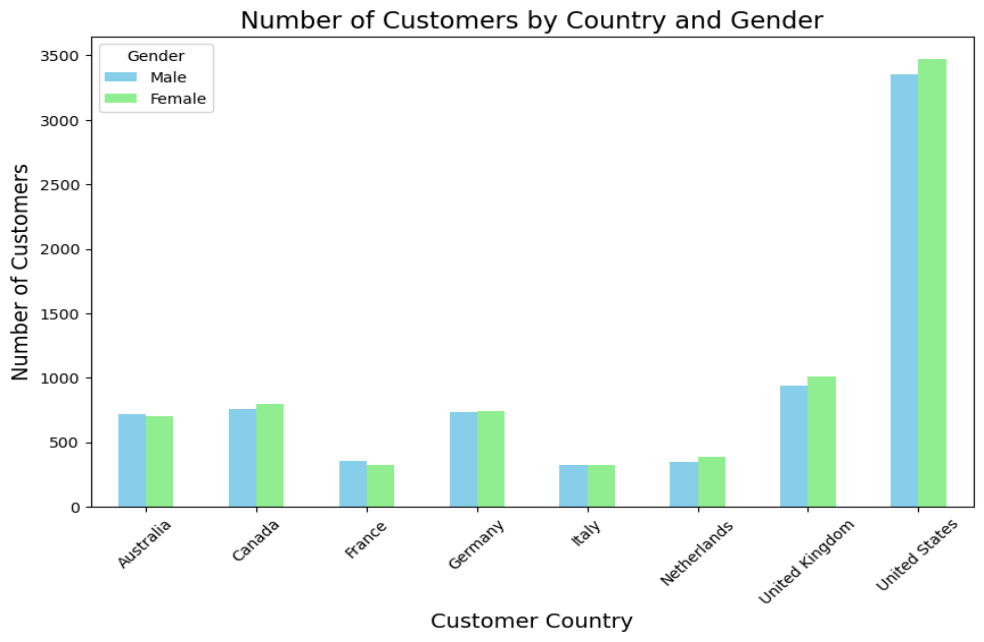 Number of Customers by Country and Gender
Gender
Male
Female
3500
3000
2500
2000
1500
1000
500
0
Number of Customers
Australia
Canada
France
Germany
Italy
Netherlands
United Kingdom
United States
Customer Country